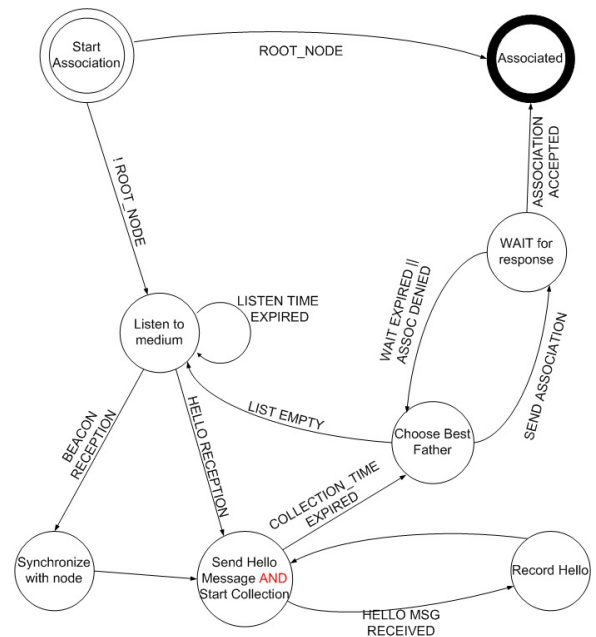 Start
Association
ROOT_NODE
Associated
! ROOT_NODE
ASSOCIATION
ACCEPTED
WAIT for
response
WAIT EXPIRED ||
ASSOC DENIED
LISTEN TIME
EXPIRED
Listen to
medium
SEND ASSOCIATION
LIST EMPTY
Choose Best
Father
BEACON
RECEPTION
HELLO RECEPTION
COLLECTION_TIME
EXPIRED
Synchronize
with node
Send Hello
Message AND
Start Collection
Record Hello
HELLO MSG
RECEIVED